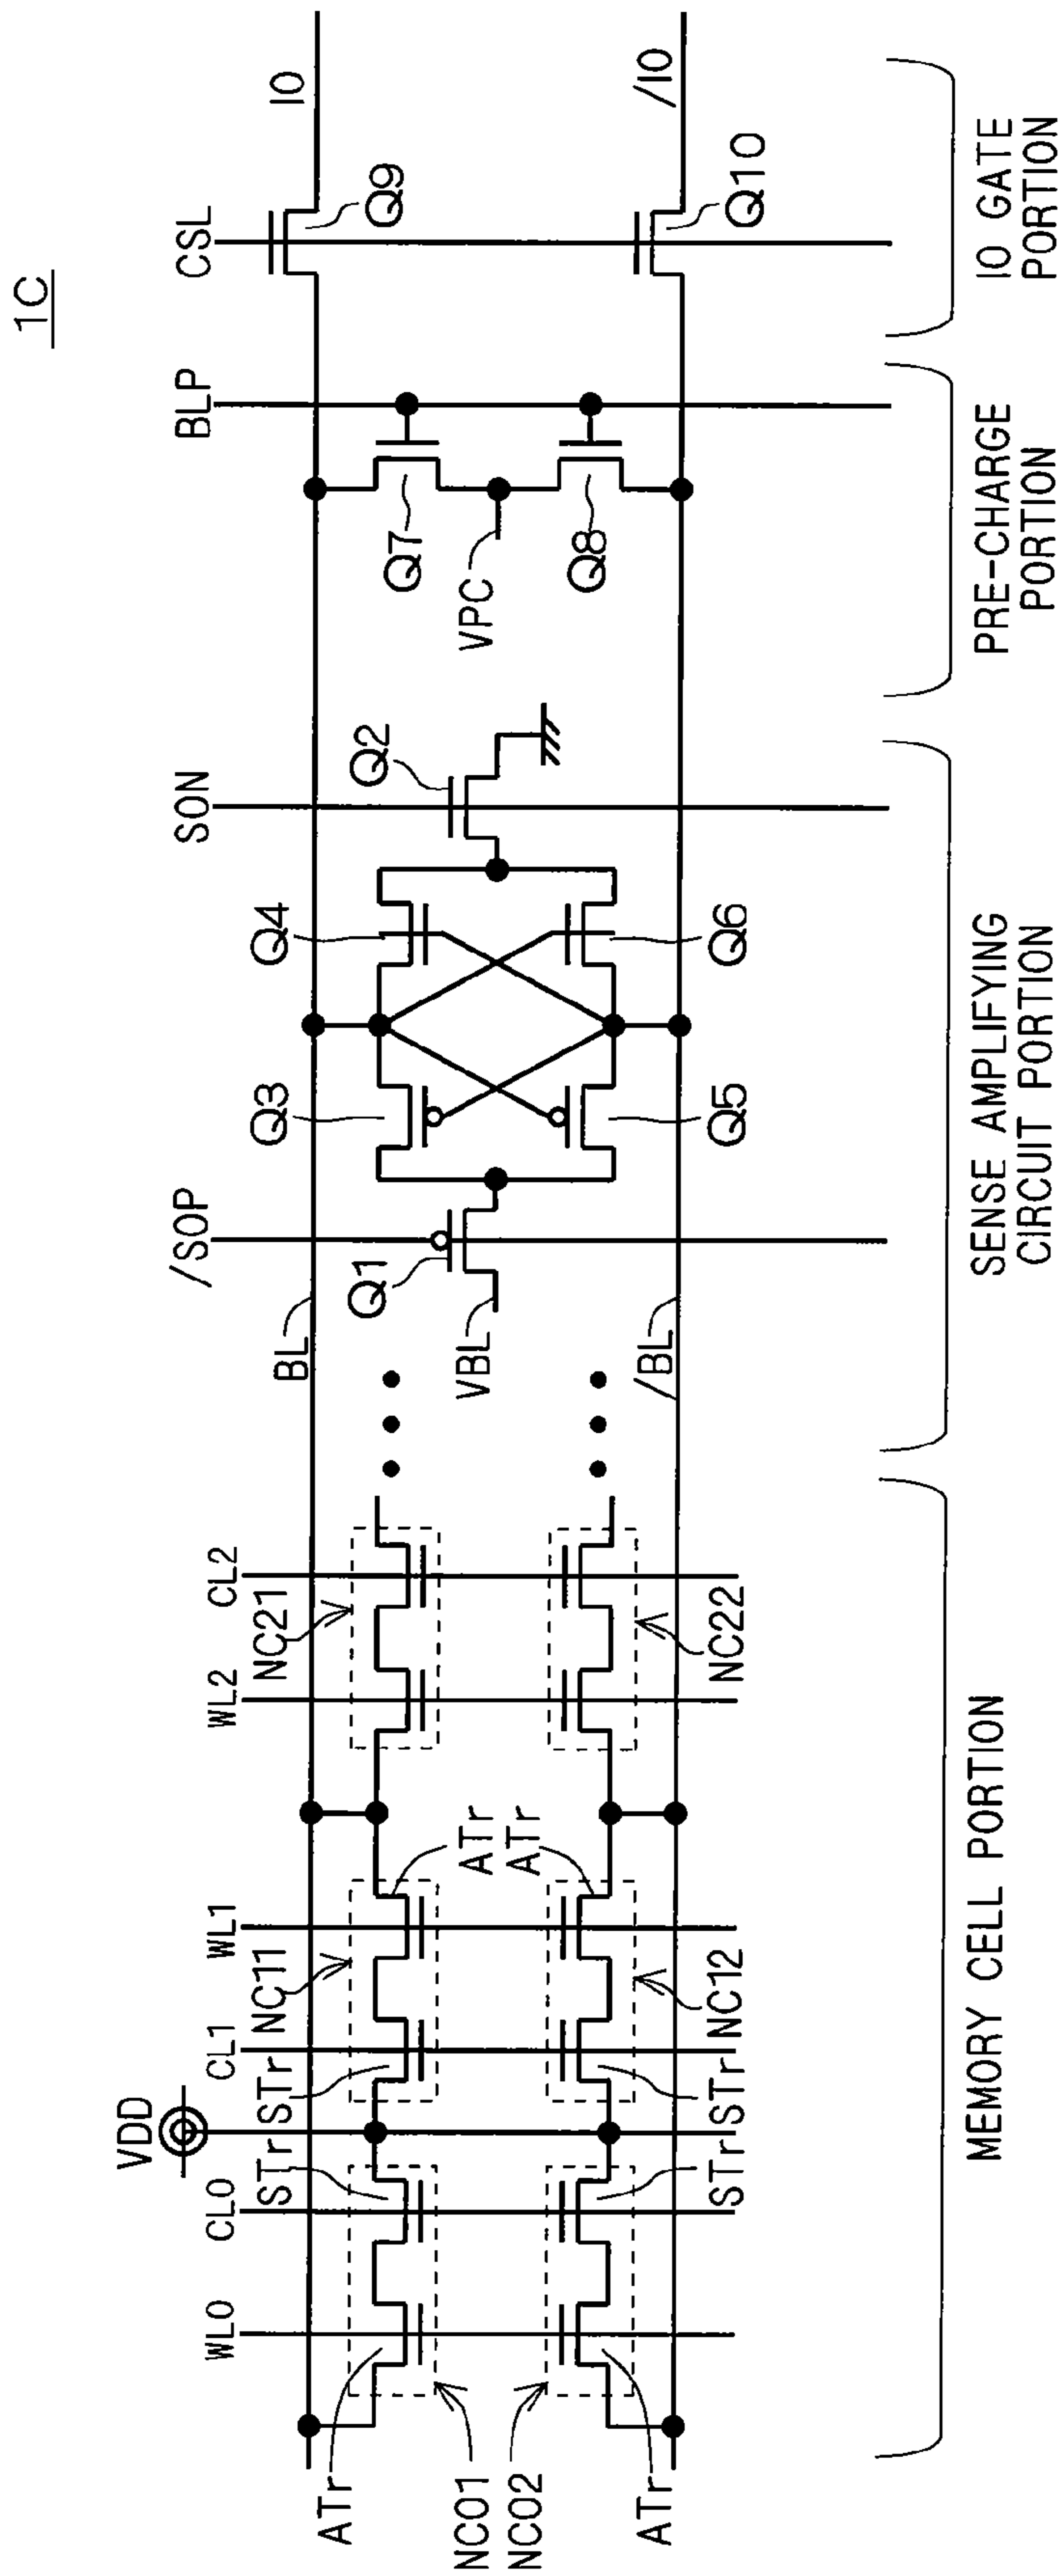 1C
VDD
WL0
CL0
CL1
WL1
WL2
CL2
/SOP
SON
BLP
CSL
STr
STr
NC11
NC21
BL
Q3
Q4
IO
Q9
ATr
ATr
ATr
Q1
Q2
Q7
VBL
VPC
NC01
NC02
Q8
/BL
/IO
ATr
STr
STr
NC12
NC22
Q5
Q6
Q10
MEMORY CELL PORTION
SENSE AMPLIFYING
CIRCUIT PORTION
PRE-CHARGE
PORTION
IO GATE
PORTION